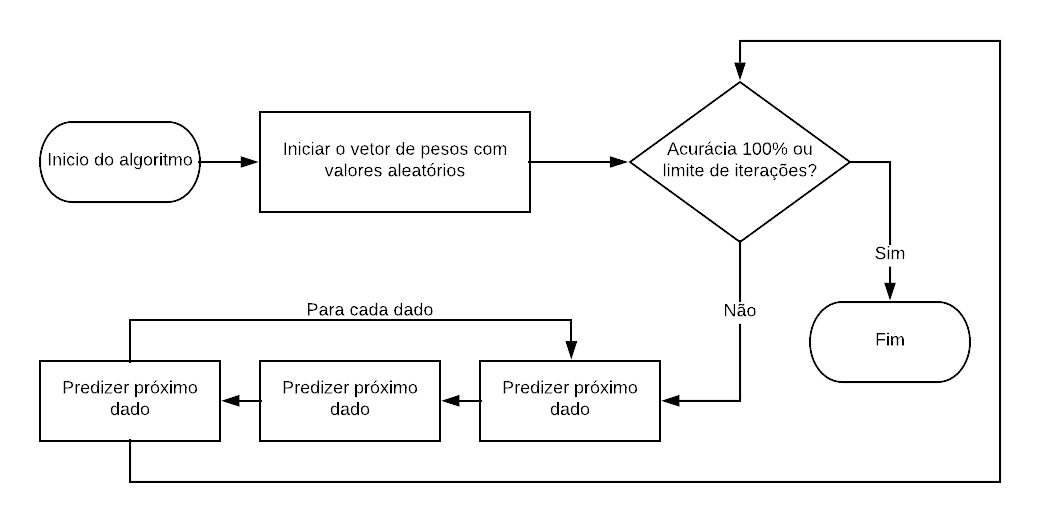 Inicio do algoritmo
Iniciar o vetor de pesos com
valores aleatórios
Acurácia 100% ou
limite de iterações?
Sim
Fim
Não
Para cada dado
Predizer próximo
dado
Predizer próximo
dado
Predizer próximo
dado